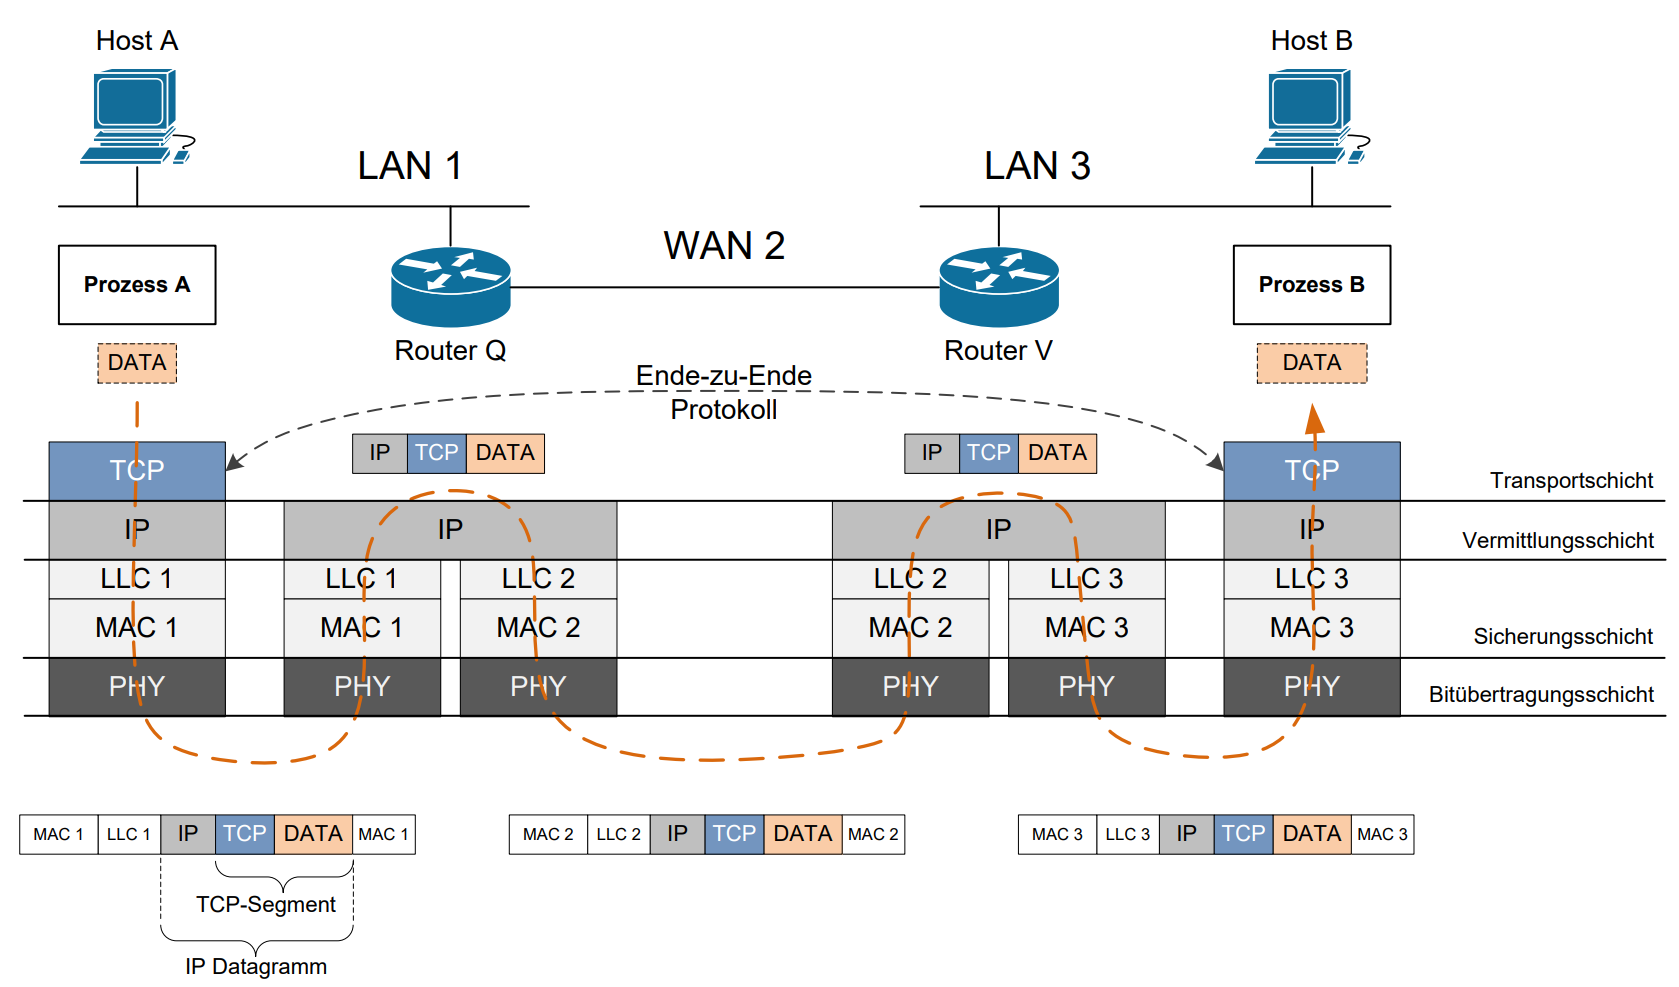 Host A
Host B
LAN 1
LAN 3
WAN 2
Prozess A
Prozess B
Router Q
Router V
DATA
DATA
Ende-zu-Ende
Protokoll
IP TCP DATA
IP TCP DATA
TCP
TCP
Transportschicht
IP
IP
IP
IP
Vermittlungsschicht
LLC 1
LLC 1
LLC 2
LLC 2
LLC 3
LLC 3
MAC 1
MAC 1
MAC 2
MAC 2
MAC 3
MAC 3
Sicherungsschicht
PHY
PHY
PHY
PHY
PHY
PHY
Bitübertragungsschicht
MAC 1 LLC 1 IP TCP DATA MAC 1
MAC 2 LLC 2 IP TCP DATA MAC 2
MAC 3 LLC 3 IP TCP DATA MAC 3
TCP-Segment
IP Datagramm